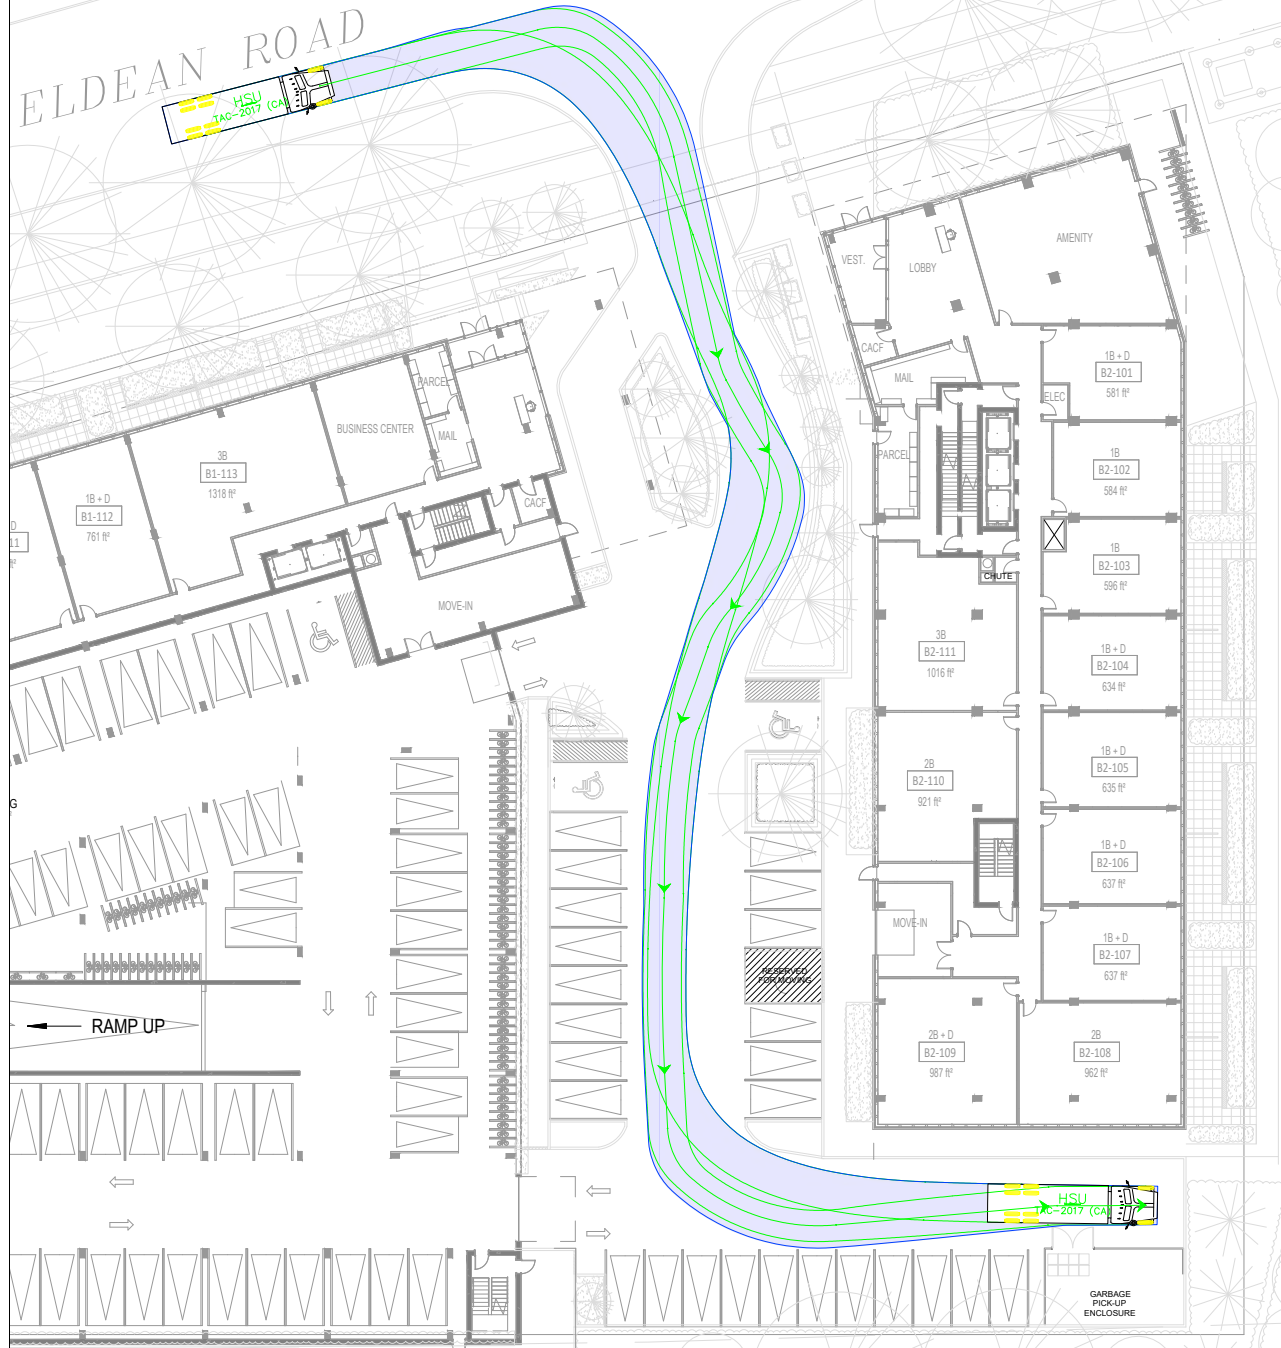 ELDEAN ROAD
HSU
TAC-2017 (CA)
VEST.
LOBBY
AMENITY
CACF
MAIL
1B + D
B2-101
581 ft²
ELEC
PARCEL
1B
B2-102
584 ft²
1B
B2-103
596 ft²
CHUTE
3B
B2-111
1016 ft²
1B + D
B2-104
634 ft²
2B
B2-110
921 ft²
1B + D
B2-105
635 ft²
1B + D
B2-106
637 ft²
MOVE-IN
1B + D
B2-107
637 ft²
2B + D
B2-109
987 ft²
2B
B2-108
962 ft²
PARCEL
BUSINESS CENTER
MAIL
3B
B1-113
1318 ft²
1B + D
B1-112
761 ft²
D
11
ft²
CACF
MOVE-IN
G
RESERVED
FOR MOVING
RAMP UP
HSU
TAC-2017 (CA)
GARBAGE
PICK-UP
ENCLOSURE